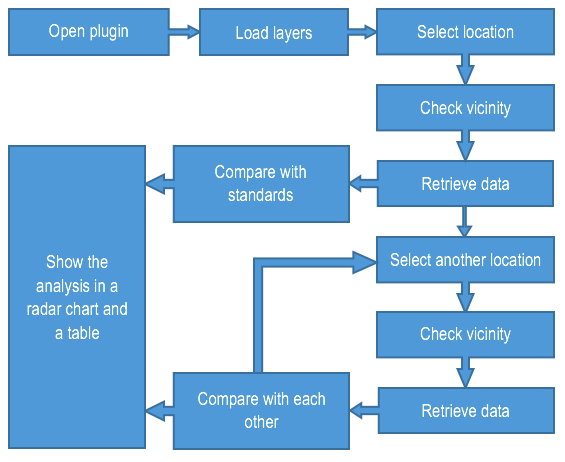 Open plugin
Load layers
Select location
Check vicinity
Retrieve data
Compare with
standards
Select another location
Check vicinity
Retrieve data
Compare with each
other
Show the
analysis in a
radar chart and
a table